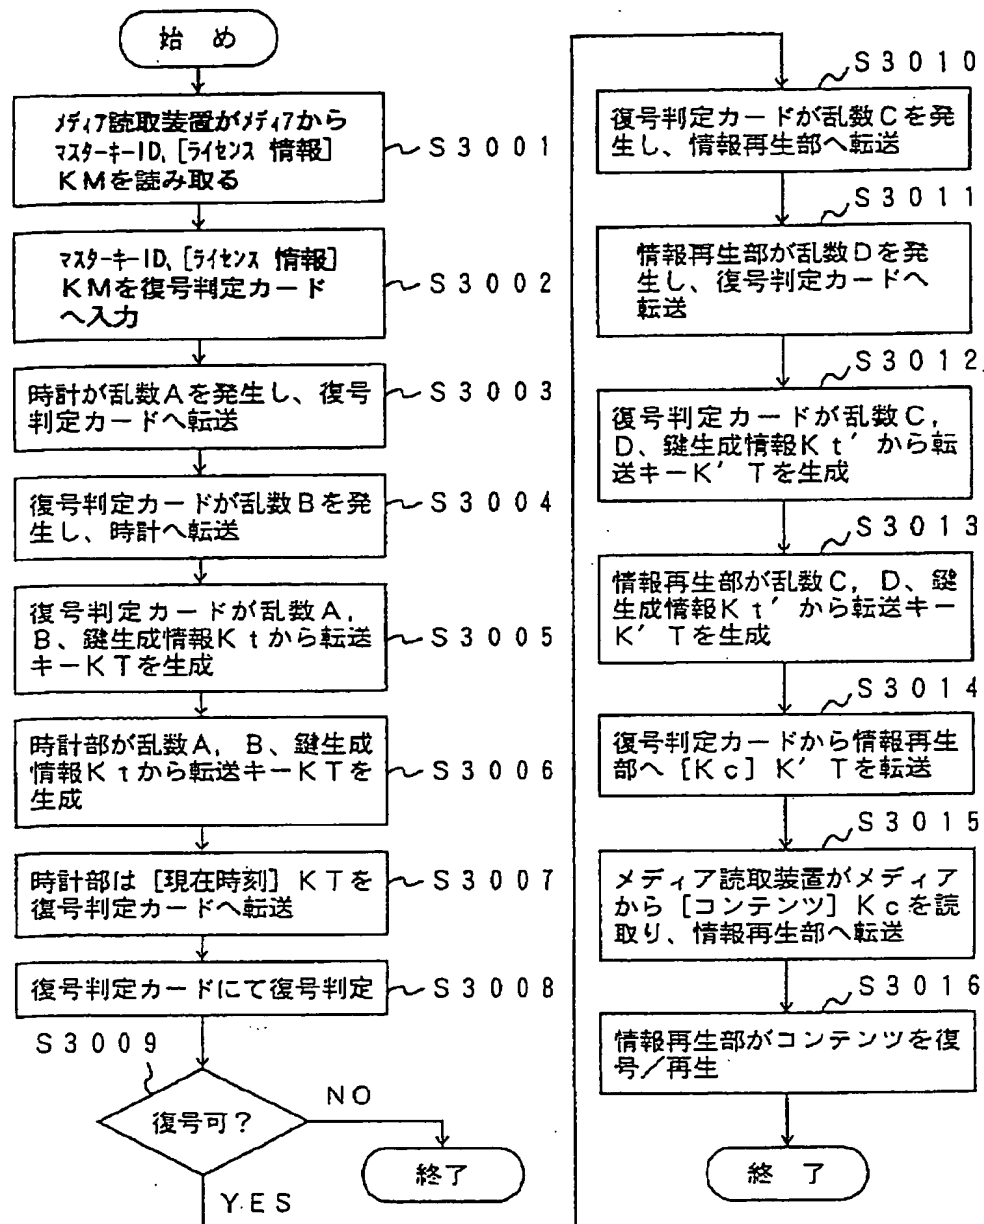 始 め
メディア読取装置がメディアから
マスターキーID、[ライセンス 情報]
KMを読み取る
S3001
マスターキーID、[ライセンス 情報]
KMを復号判定カード
へ入力
S3002
時計が乱数Aを発生し、復号
判定カードへ転送
S3003
復号判定カードが乱数Bを発
生し、時計へ転送
S3004
復号判定カードが乱数A,
B、鍵生成情報Ktから転送
キーKTを生成
S3005
時計部が乱数A, B、鍵生成
情報Ktから転送キーKTを
生成
S3006
時計部は[現在時刻]KTを
復号判定カードへ転送
S3007
復号判定カードにて復号判定
S3008
S3009
復号可?
NO
終了
YES
S3010
復号判定カードが乱数Cを発
生し、情報再生部へ転送
S3011
情報再生部が乱数Dを発
生し、復号判定カードへ
転送
S3012
復号判定カードが乱数C,
D、鍵生成情報Kt′から転
送キーK′Tを生成
S3013
情報再生部が乱数C, D、鍵
生成情報Kt′から転送キー
K′Tを生成
S3014
復号判定カードから情報再生
部へ[Kc]K′Tを転送
S3015
メディア読取装置がメディア
から[コンテンツ]Kcを読
取り、情報再生部へ転送
S3016
情報再生部がコンテンツを復
号/再生
終 了